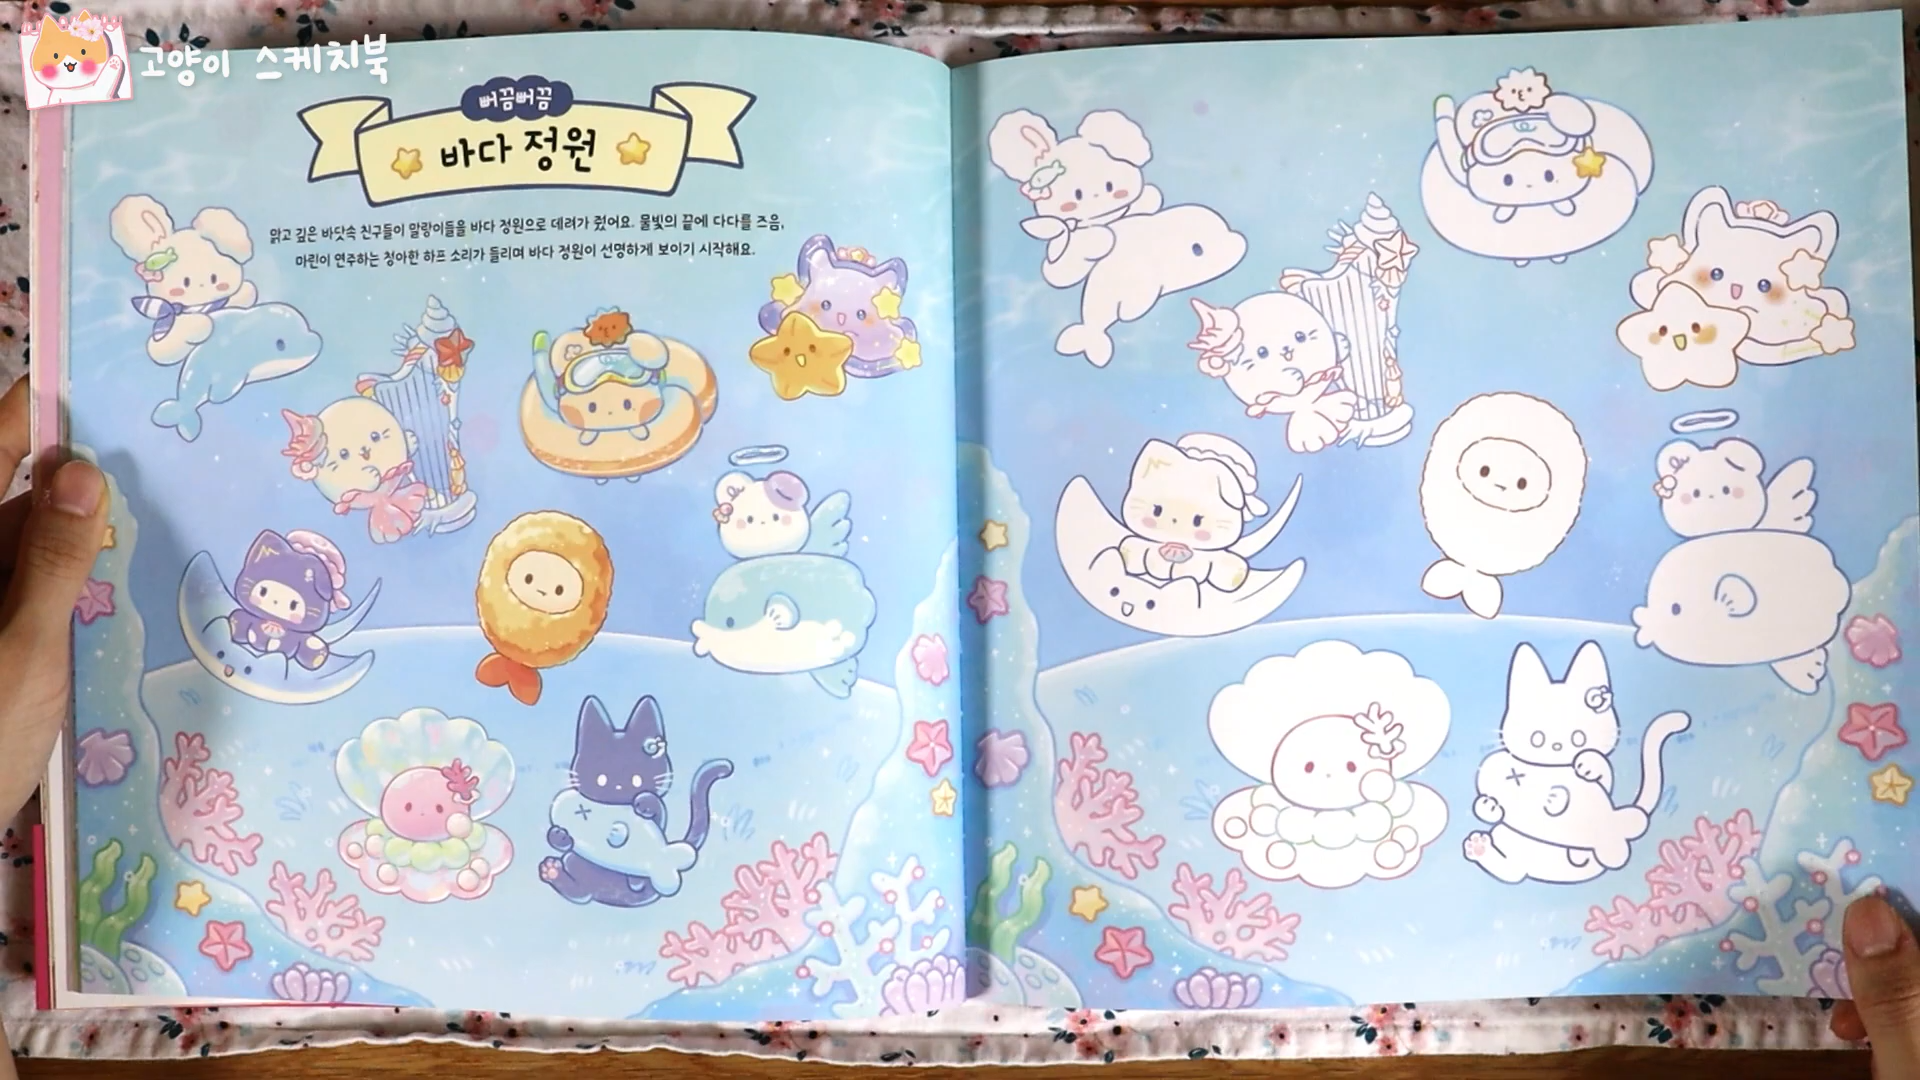 고양이 스케치북
뻐끔뻐끔
바다 정원
맑고 깊은 바닷속 친구들이 말랑이들을 바다 정원으로 데려가 줬어요. 물빛의 끝에 다다를 즈음,
마린이 연주하는 청아한 하프 소리가 들리며 바다 정원이 선명하게 보이기 시작해요.